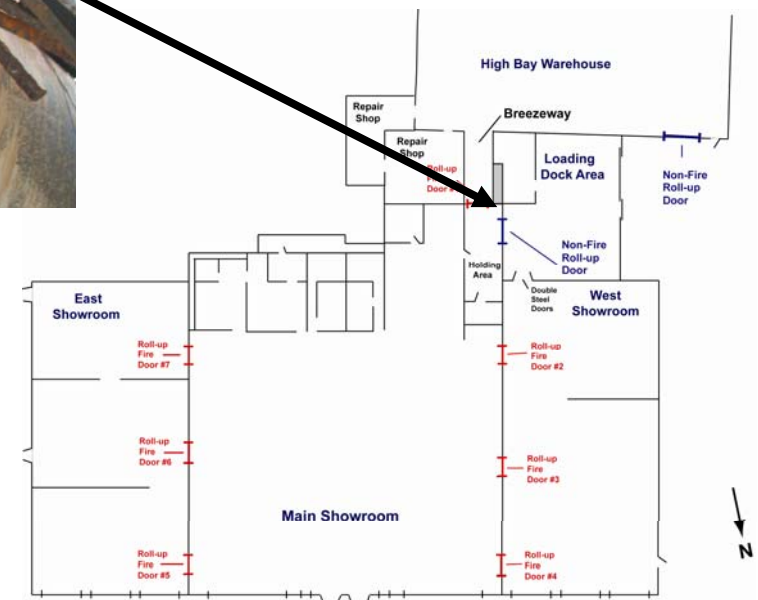 High Bay Warehouse
Repair
Shop
Breezeway
Repair
Shop
Roll-up
Door
Loading
Dock Area
Non-Fire
Roll-up
Door
Non-Fire
Roll-up
Door
Holding
Area
Double
Steel
Doors
East
Showroom
West
Showroom
Roll-up
Fire
Door #7
Roll-up
Fire
Door #2
Roll-up
Fire
Door #6
Roll-up
Fire
Door #3
Main Showroom
Roll-up
Fire
Door #5
Roll-up
Fire
Door #4
N